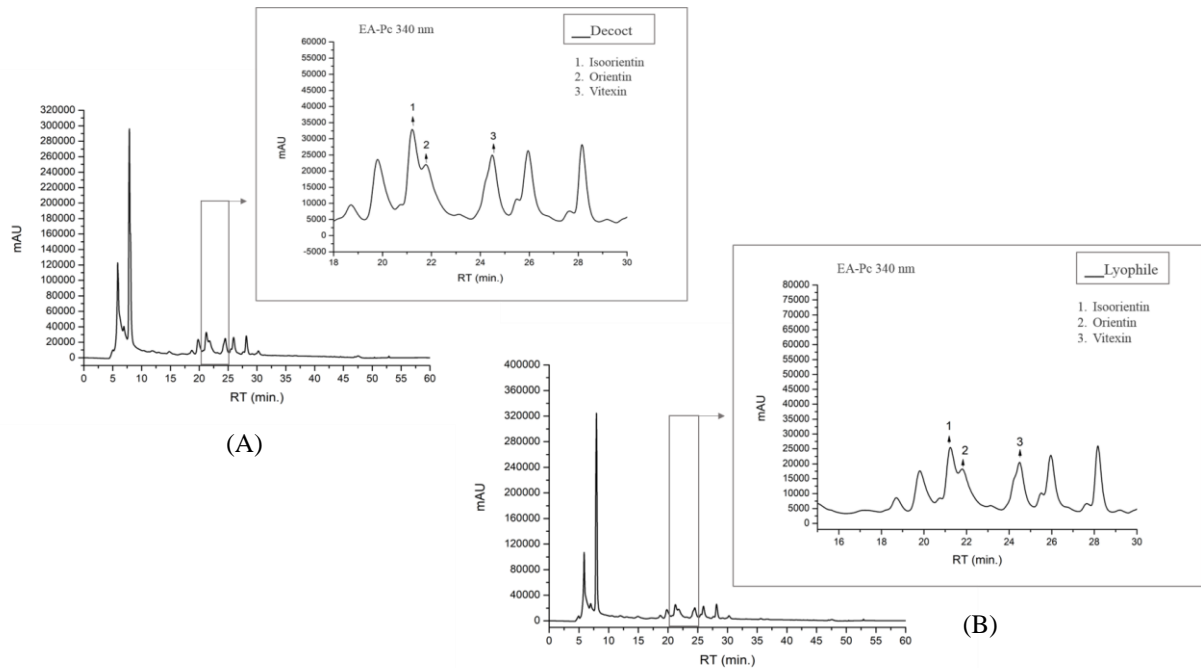 EA-Pc 340 nm
Decoct
1. Isoorientin
2. Orientin
3. Vitexin
60000
55000
50000
45000
40000
35000
30000
25000
20000
15000
10000
5000
0
-5000
mAU
1
2
3
18 20 22 24 26 28 30
RT (min.)
320000
300000
280000
260000
240000
220000
200000
180000
160000
140000
120000
100000
80000
60000
40000
20000
0
mAU
0 5 10 15 20 25 30 35 40 45 50 55 60
RT (min.)
(A)
EA-Pc 340 nm
Lyophile
1. Isoorientin
2. Orientin
3. Vitexin
80000
75000
70000
65000
60000
55000
50000
45000
40000
35000
30000
25000
20000
15000
10000
5000
0
mAU
1
2
3
16 18 20 22 24 26 28 30
RT (min.)
400000
360000
320000
280000
240000
200000
160000
120000
80000
40000
0
mAU
0 5 10 15 20 25 30 35 40 45 50 55 60
RT (min.)
(B)